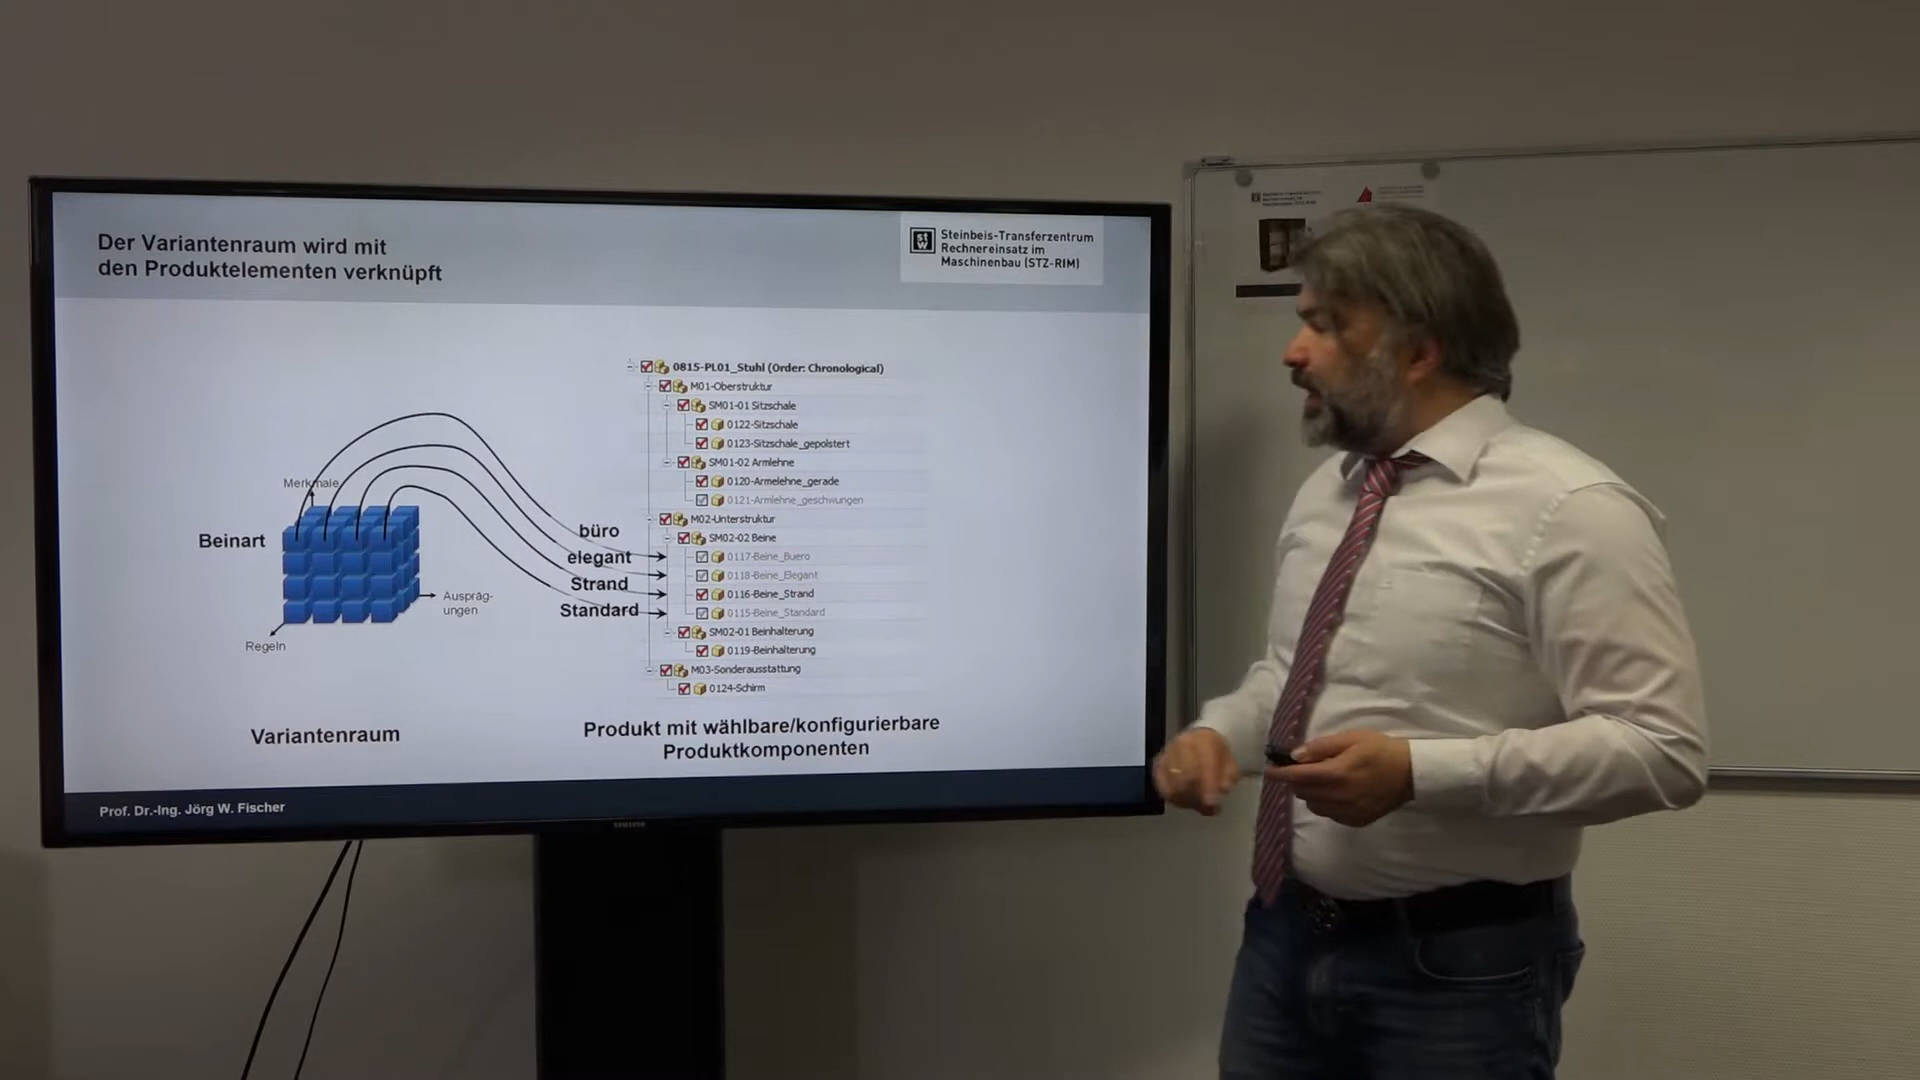 Der Variantenraum wird mit
den Produktelementen verknüpft
Steinbeis-Transferzentrum
Rechnereinsatz im
Maschinenbau (STZ-RIM)
Merkmale
Beinart
Auspräg-
ungen
Regeln
Variantenraum
büro
elegant
Strand
Standard
0815-PL01_Stuhl (Order: Chronological)
M01-Oberstruktur
SM01-01 Sitzschale
0122-Sitzschale
0123-Sitzschale_gepolstert
SM01-02 Armlehne
0120-Armelehne_gerade
0121-Armlehne_geschwungen
M02-Unterstruktur
SM02-02 Beine
0117-Beine_Buero
0118-Beine_Elegant
0116-Beine_Strand
0115-Beine_Standard
SM02-01 Beinhalterung
0119-Beinhalterung
M03-Sonderausstattung
0124-Schirm
Produkt mit wählbare/konfigurierbare
Produktkomponenten
Prof. Dr.-Ing. Jörg W. Fischer
SAMSUNG